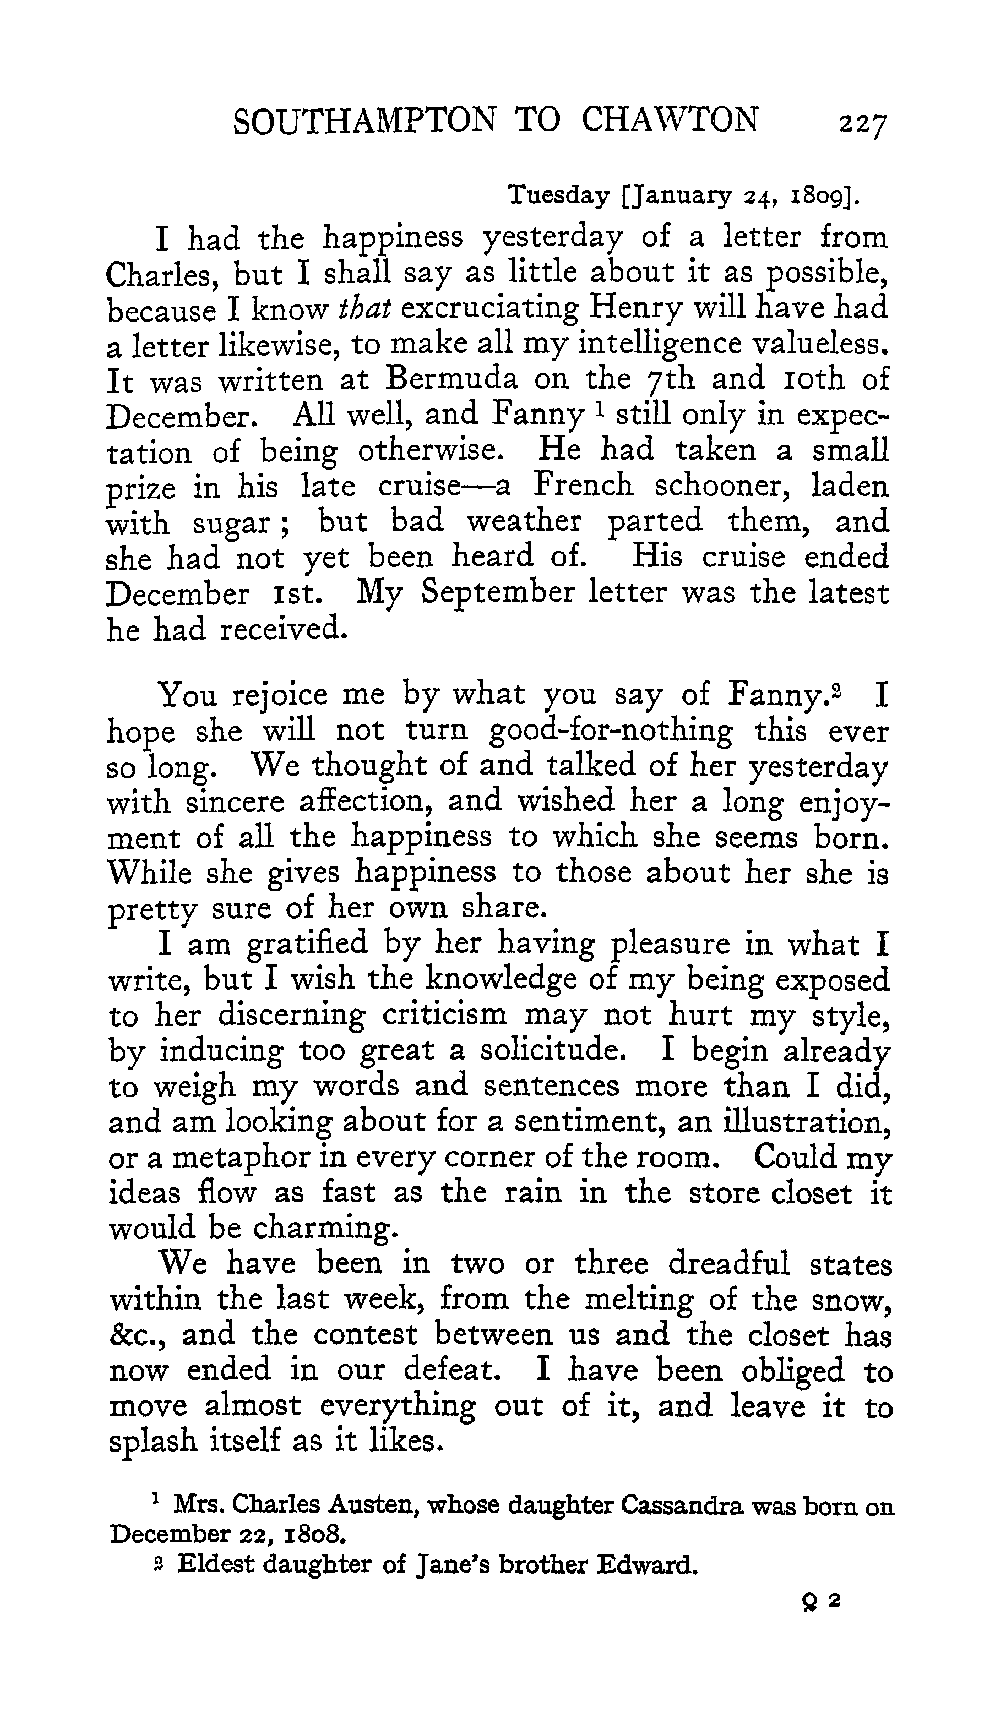 SOUTHAMPTON TO CHAWTON 227
Tuesday [January 24, 1809].
I had the happiness yesterday of a letter from
Charles, but I shall say as little about it as possible,
because I know that excruciating Henry will have had
a letter likewise, to make all my intelligence valueless.
It was written at Bermuda on the 7th and 10th of
December. All well, and Fanny ¹ still only in expec-
tation of being otherwise. He had taken a small
prize in his late cruise—a French schooner, laden
with sugar ; but bad weather parted them, and
she had not yet been heard of. His cruise ended
December 1st. My September letter was the latest
he had received.
You rejoice me by what you say of Fanny.² I
hope she will not turn good-for-nothing this ever
so long. We thought of and talked of her yesterday
with sincere affection, and wished her a long enjoy-
ment of all the happiness to which she seems born.
While she gives happiness to those about her she is
pretty sure of her own share.
I am gratified by her having pleasure in what I
write, but I wish the knowledge of my being exposed
to her discerning criticism may not hurt my style,
by inducing too great a solicitude. I begin already
to weigh my words and sentences more than I did,
and am looking about for a sentiment, an illustration,
or a metaphor in every corner of the room. Could my
ideas flow as fast as the rain in the store closet it
would be charming.
We have been in two or three dreadful states
within the last week, from the melting of the snow,
&c., and the contest between us and the closet has
now ended in our defeat. I have been obliged to
move almost everything out of it, and leave it to
splash itself as it likes.
¹ Mrs. Charles Austen, whose daughter Cassandra was born on
December 22, 1808.
² Eldest daughter of Jane's brother Edward.
Q 2